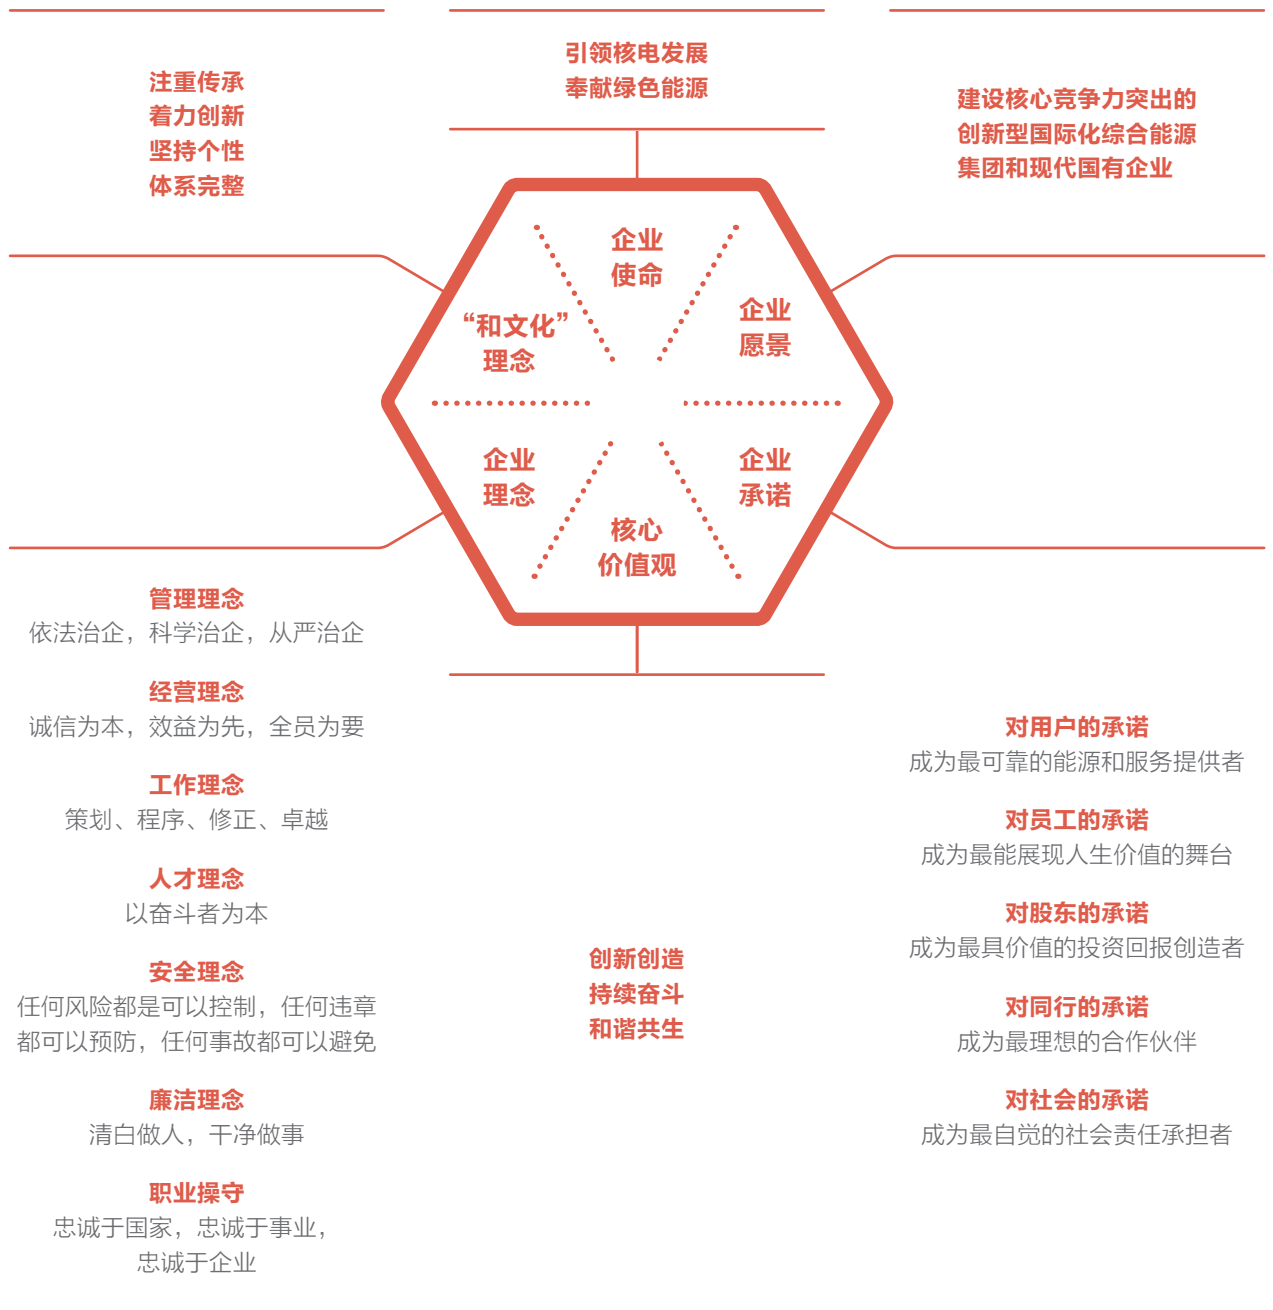 注重传承
着力创新
坚持个性
体系完整
引领核电发展
奉献绿色能源
建设核心竞争力突出的
创新型国际化综合能源
集团和现代国有企业
企业
使命
“和文化”
理念
企业
愿景
企业
理念
企业
承诺
核心
价值观
管理理念
依法治企，科学治企，从严治企
经营理念
诚信为本，效益为先，全员为要
工作理念
策划、程序、修正、卓越
人才理念
以奋斗者为本
安全理念
任何风险都是可以控制，任何违章
都可以预防，任何事故都可以避免
廉洁理念
清白做人，干净做事
职业操守
忠诚于国家，忠诚于事业，
忠诚于企业
创新创造
持续奋斗
和谐共生
对用户的承诺
成为最可靠的能源和服务提供者
对员工的承诺
成为最能展现人生价值的舞台
对股东的承诺
成为最具价值的投资回报创造者
对同行的承诺
成为最理想的合作伙伴
对社会的承诺
成为最自觉的社会责任承担者